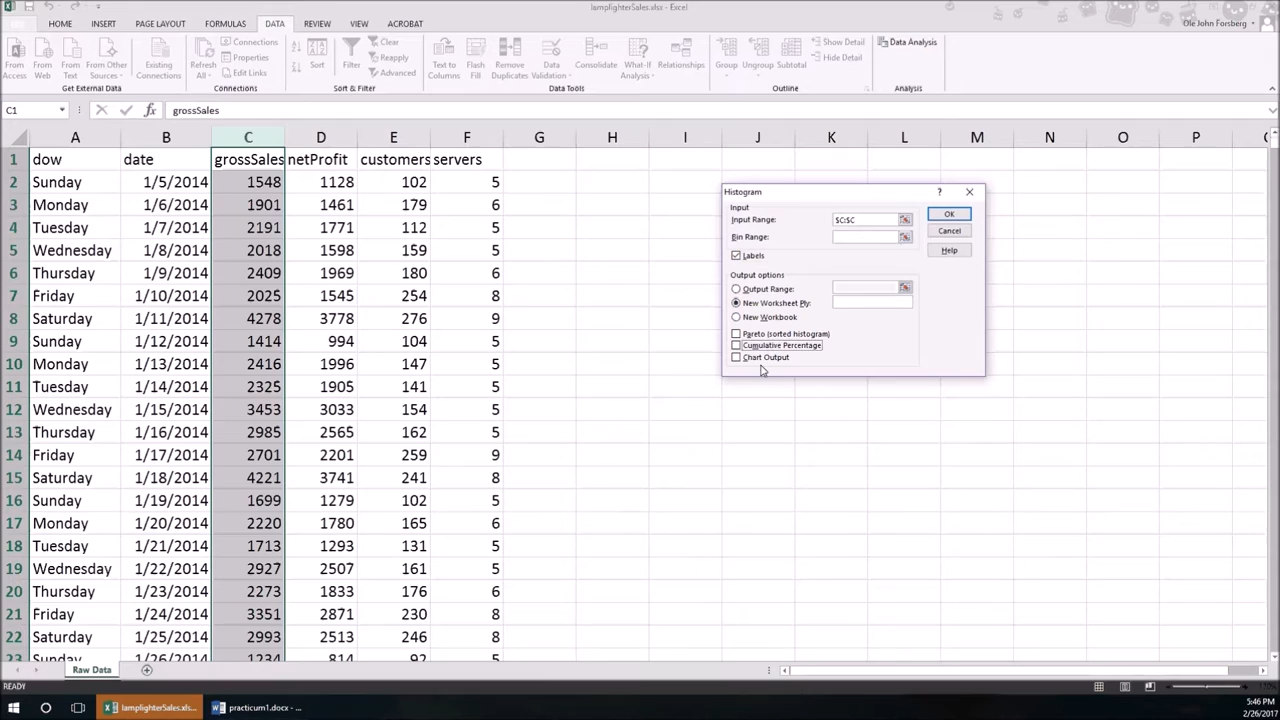 lamplighterSales.xlsx - Excel
HOME INSERT PAGE LAYOUT FORMULAS DATA REVIEW VIEW ACROBAT Ole John Forsberg
From Access From Web From Text From Other Sources Existing Connections Refresh All Connections Properties Edit Links Sort Filter Clear Reapply Advanced Text to Columns Flash Fill Remove Duplicates Data Validation Consolidate What-If Analysis Relationships Group Ungroup Subtotal Show Detail Hide Detail Data Analysis
Get External Data Connections Sort & Filter Data Tools Outline Analysis
C1 fx grossSales
A B C D E F G H I J K L M N O P
1 dow date grossSales netProfit customers servers
2 Sunday 1/5/2014 1548 1128 102 5
3 Monday 1/6/2014 1901 1461 179 6
4 Tuesday 1/7/2014 2191 1771 112 5
5 Wednesday 1/8/2014 2018 1598 159 5
6 Thursday 1/9/2014 2409 1969 180 6
7 Friday 1/10/2014 2025 1545 254 8
8 Saturday 1/11/2014 4278 3778 276 9
9 Sunday 1/12/2014 1414 994 104 5
10 Monday 1/13/2014 2416 1996 147 5
11 Tuesday 1/14/2014 2325 1905 141 5
12 Wednesday 1/15/2014 3453 3033 154 5
13 Thursday 1/16/2014 2985 2565 162 5
14 Friday 1/17/2014 2701 2201 259 9
15 Saturday 1/18/2014 4221 3741 241 8
16 Sunday 1/19/2014 1699 1279 102 5
17 Monday 1/20/2014 2220 1780 165 6
18 Tuesday 1/21/2014 1713 1293 131 5
19 Wednesday 1/22/2014 2927 2507 161 5
20 Thursday 1/23/2014 2273 1833 176 6
21 Friday 1/24/2014 3351 2871 230 8
22 Saturday 1/25/2014 2993 2513 246 8
23 Sunday 1/26/2014 1234 814 92 5
Histogram ?
Input
Input Range: $C:$C OK
Bin Range: Cancel
Labels Help
Output options
Output Range:
New Worksheet Ply:
New Workbook
Pareto (sorted histogram)
Cumulative Percentage
Chart Output
Raw Data
READY
lamplighterSales.xls... practicum1.docx - ... 5:46 PM
2/26/2017